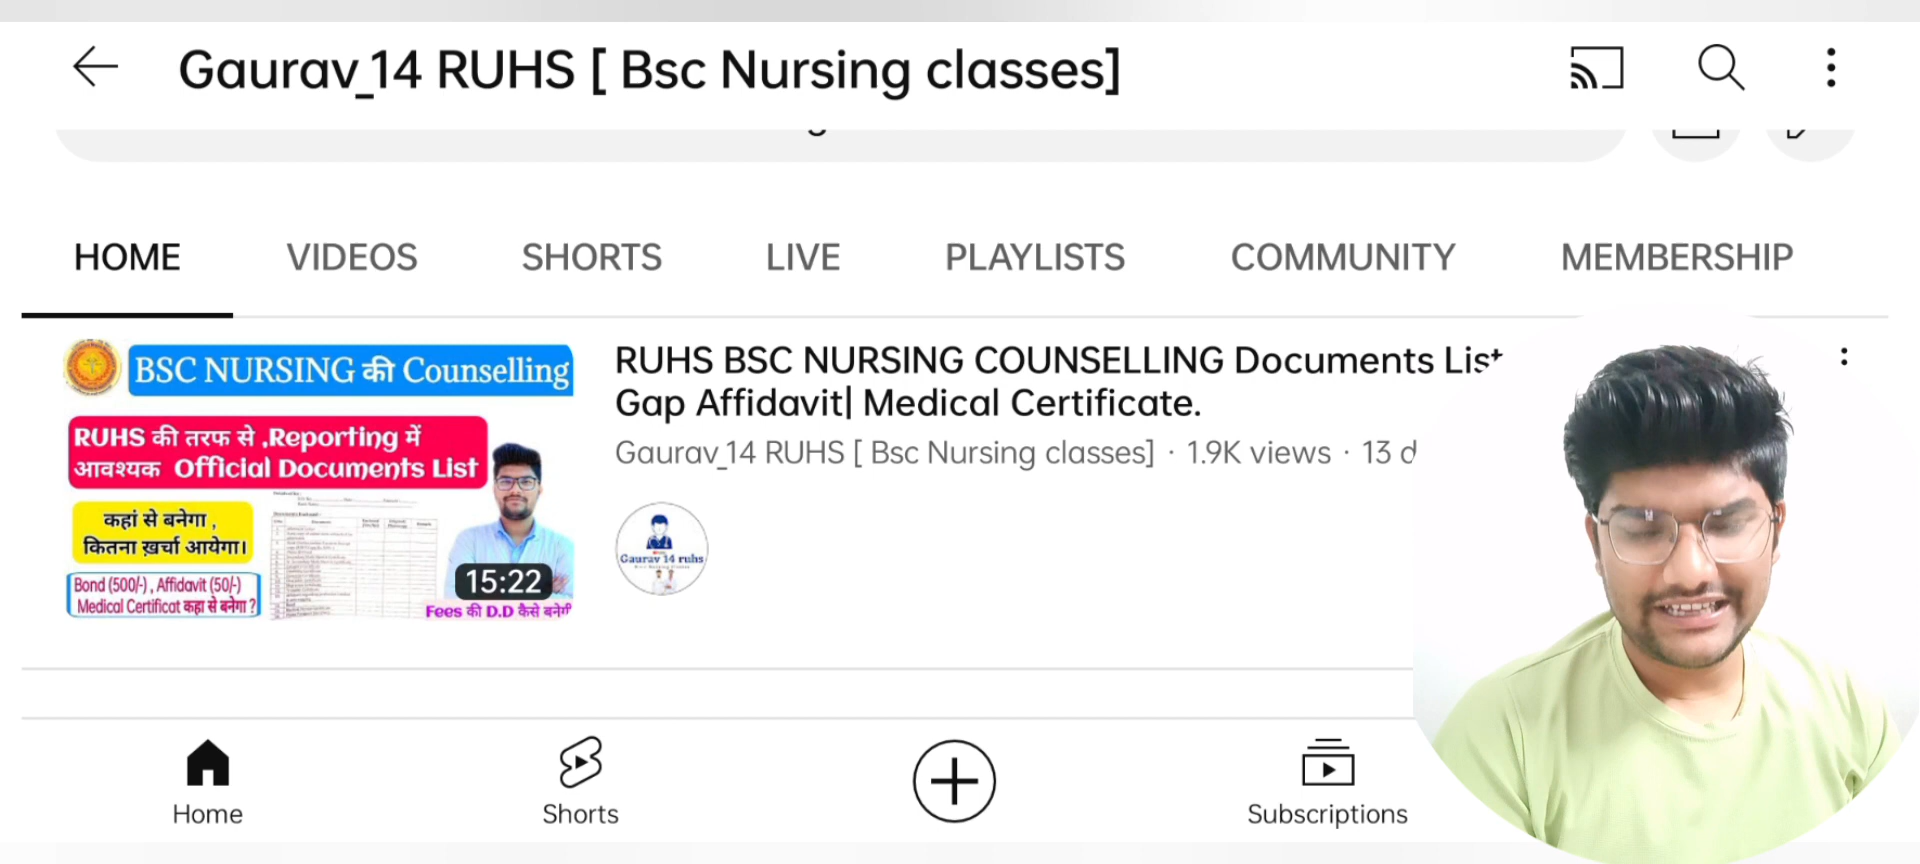 Gaurav_14 RUHS [ Bsc Nursing classes]
HOME
VIDEOS
SHORTS
LIVE
PLAYLISTS
COMMUNITY
MEMBERSHIP
BSC NURSING की Counselling
RUHS की तरफ से ,Reporting में
आवश्यक Official Documents List
कहां से बनेगा ,
कितना ख़र्चा आयेगा।
Bond (500/-) , Affidavit (50/-)
Medical Certificat कहा से बनेगा ?
15:22
Fees की D.D कैसे बनेगी
RUHS BSC NURSING COUNSELLING Documents List
Gap Affidavit| Medical Certificate.
Gaurav_14 RUHS [ Bsc Nursing classes] · 1.9K views · 13 d
Gaurav 14 ruhs
Home
Shorts
Subscriptions